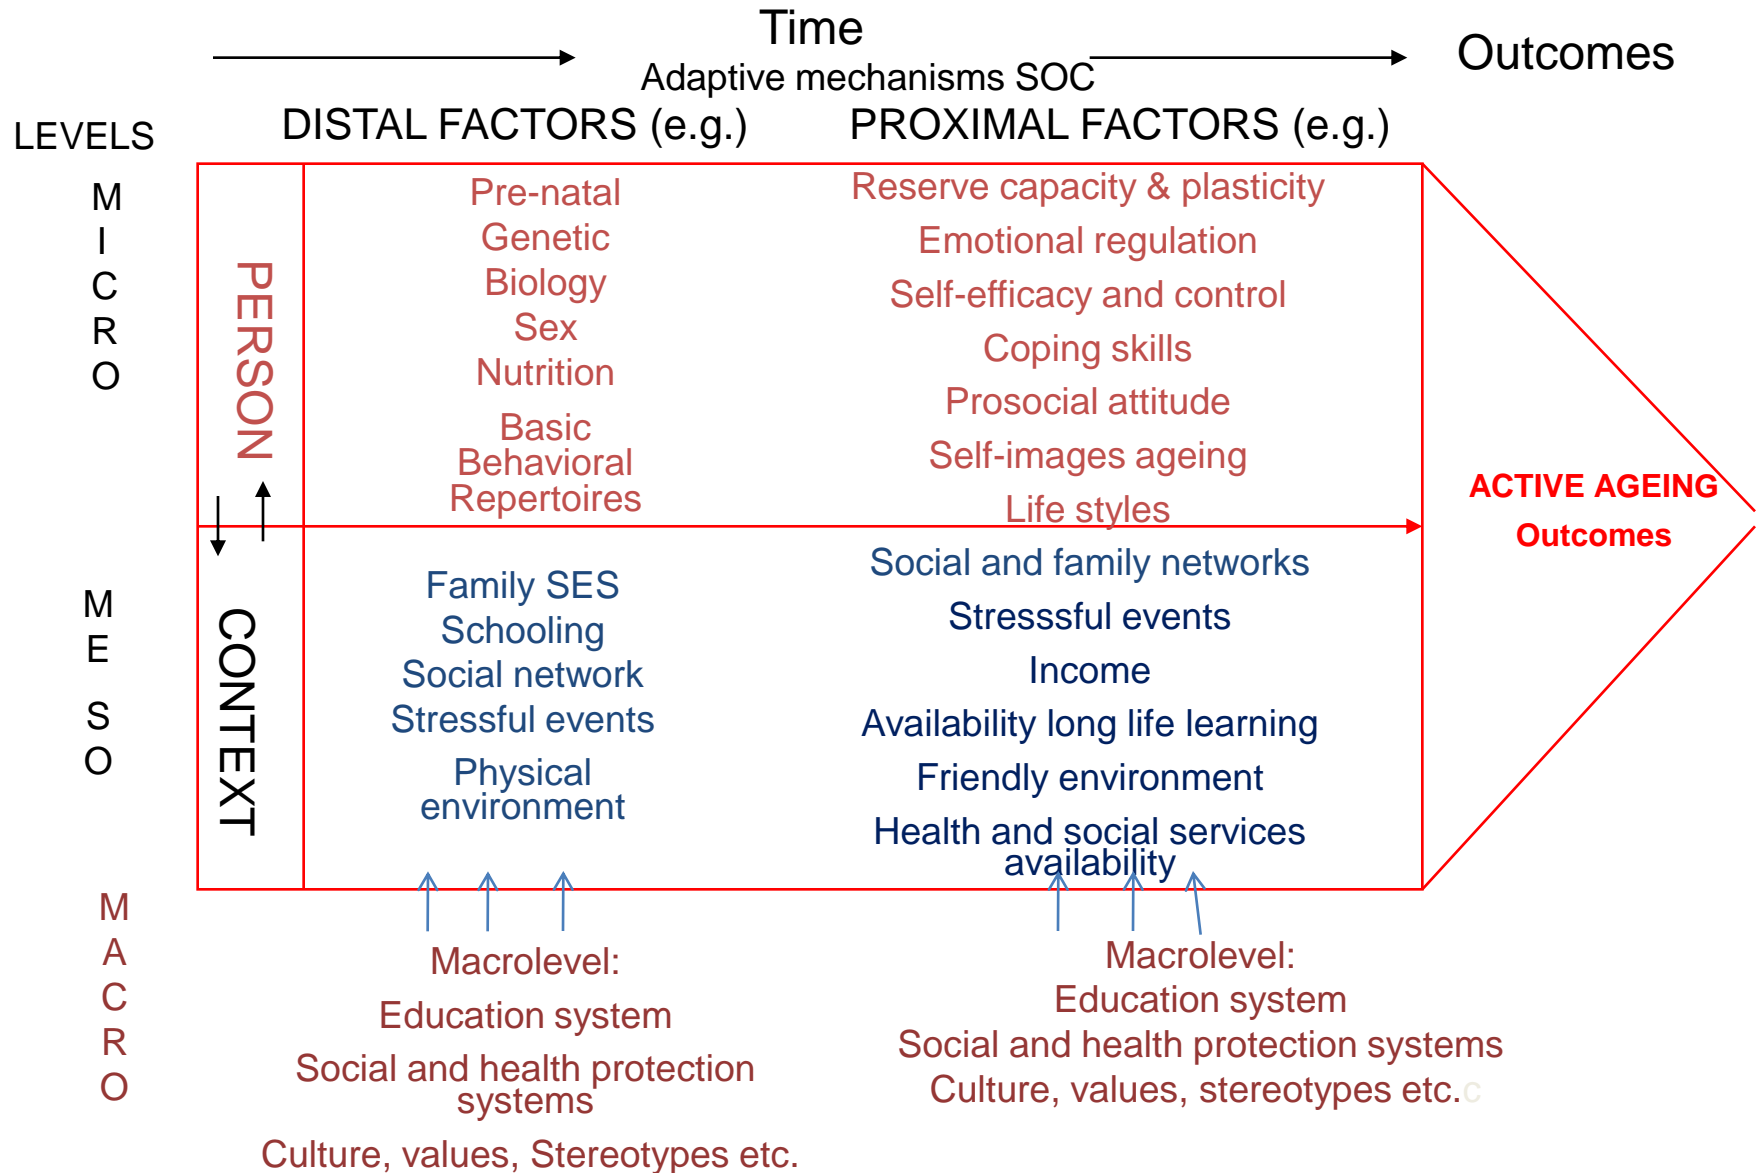 Time
Adaptive mechanisms SOC
Outcomes
LEVELS
DISTAL FACTORS (e.g.)
PROXIMAL FACTORS (e.g.)
MICRO
PERSON
Pre-natal
Genetic
Biology
Sex
Nutrition
Basic
Behavioral
Repertoires
Reserve capacity & plasticity
Emotional regulation
Self-efficacy and control
Coping skills
Prosocial attitude
Self-images ageing
Life styles
ACTIVE AGEING
Outcomes
MESO
CONTEXT
Family SES
Schooling
Social network
Stressful events
Physical
environment
Social and family networks
Stresssful events
Income
Availability long life learning
Friendly environment
Health and social services
availability
MACRO
Macrolevel:
Education system
Social and health protection
systems
Culture, values, Stereotypes etc.
Macrolevel:
Education system
Social and health protection systems
Culture, values, stereotypes etc.c